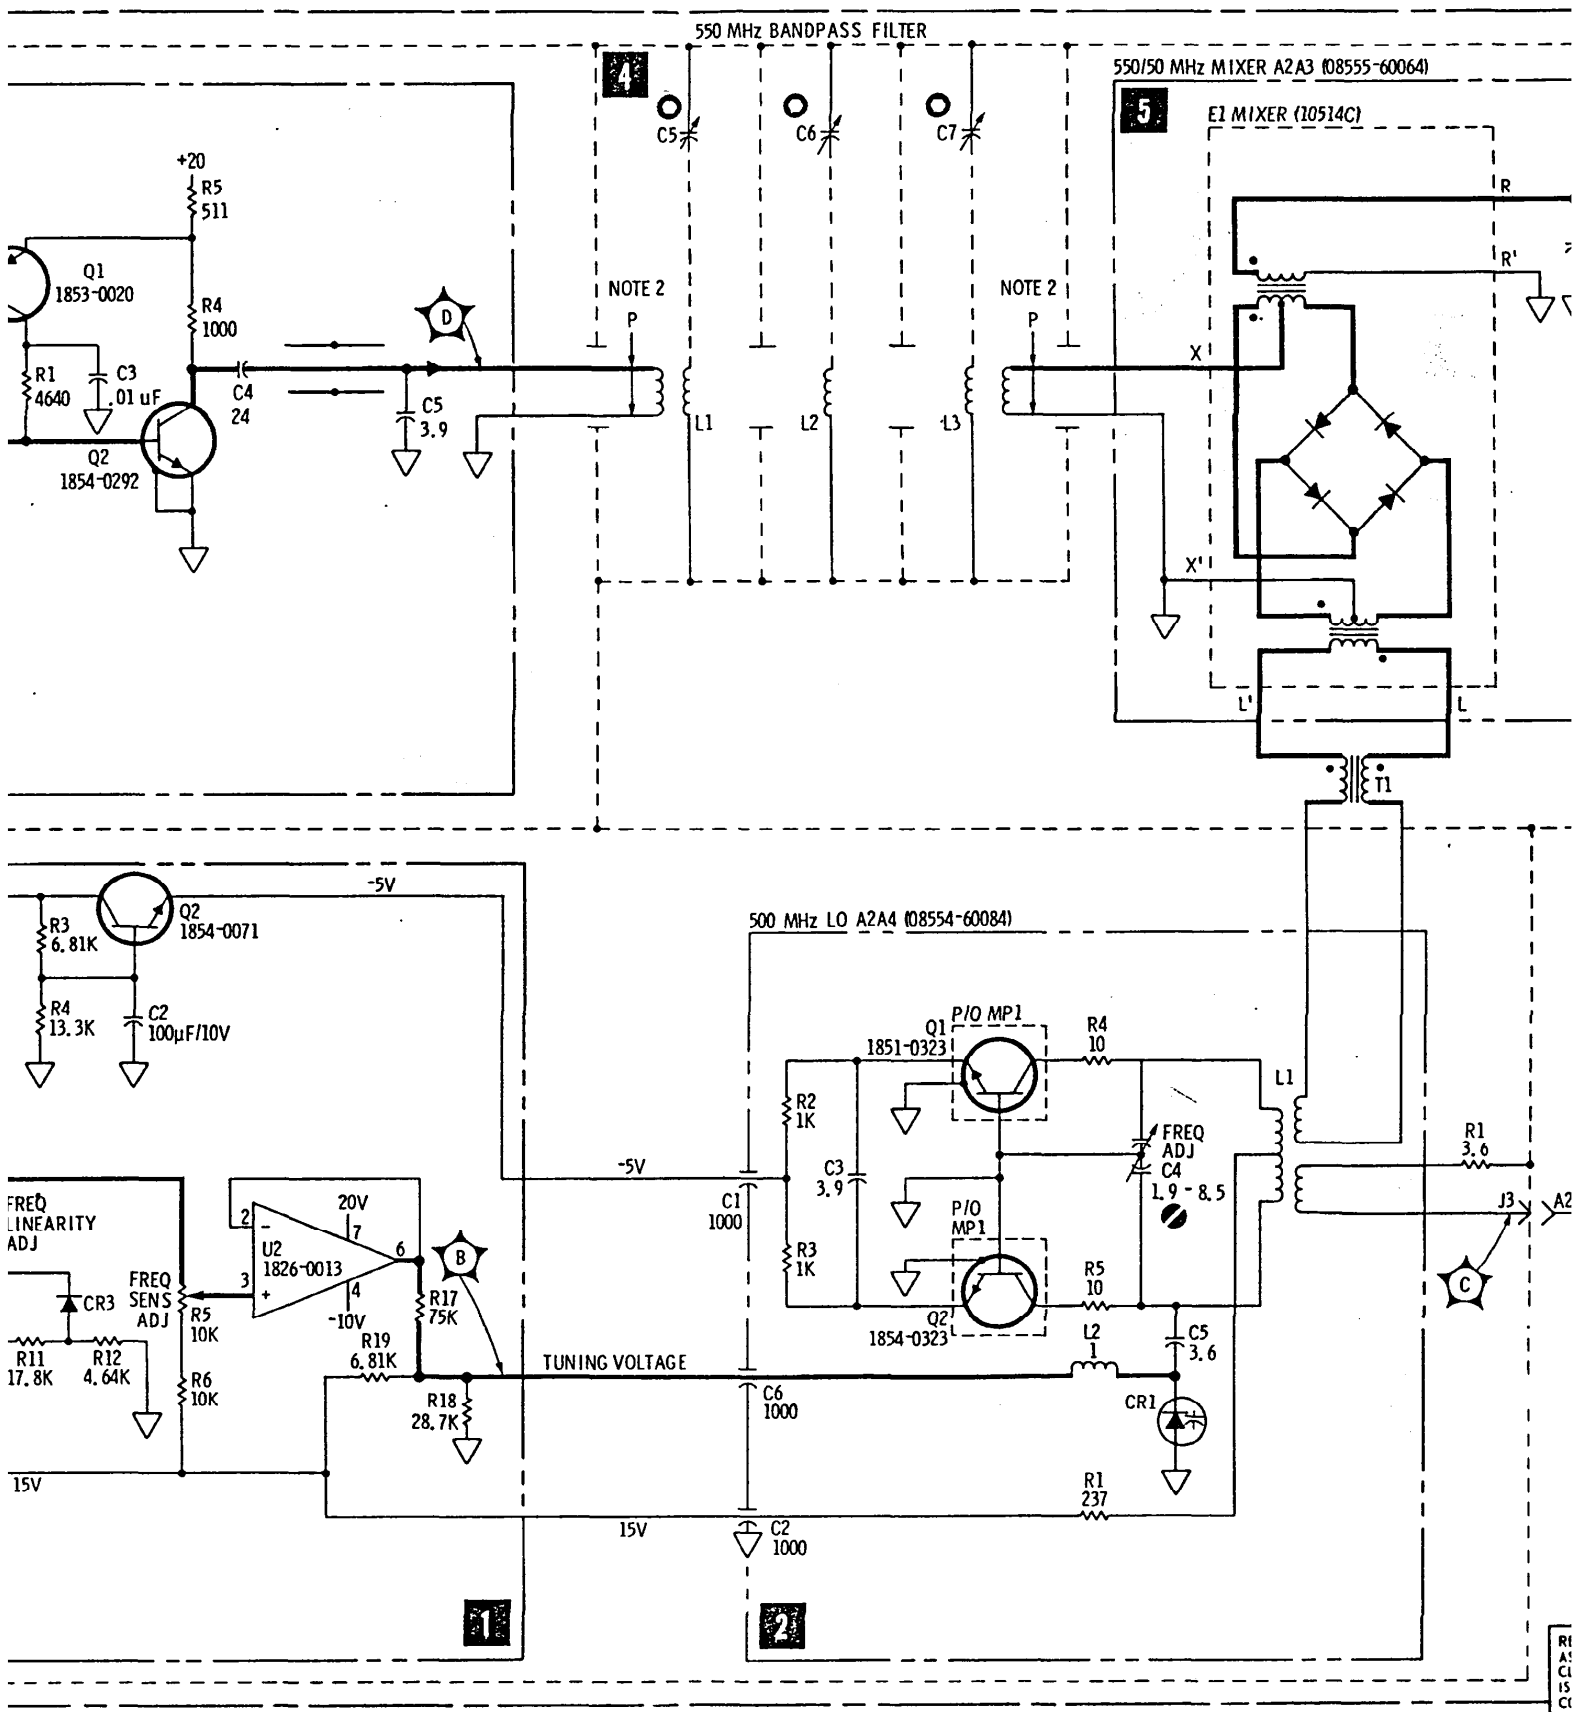 550 MHz BANDPASS FILTER
4
C5
C6
C7
550/50 MHz MIXER A2A3 (08555-60064)
5
E1 MIXER (10514C)
R
R'
+20
R5
511
Q1
1853-0020
R4
1000
D
NOTE 2
P
NOTE 2
P
R1
4640
C3
.01 uF
C4
24
C5
3.9
Q2
1854-0292
L1
L2
L3
X
X'
L'
L
T1
-5V
Q2
1854-0071
R3
6.81K
R4
13.3K
C2
100µF/10V
500 MHz LO A2A4 (08554-60084)
P/O MP1
Q1
1851-0323
R4
10
L1
R2
1K
C3
3.9
FREQ
ADJ
C4
1.9 - 8.5
R1
3.6
-5V
C1
1000
P/O
MP1
J3
A2
C
FREQ
LINEARITY
ADJ
2
-
20V
7
U2
1826-0013
6
3
+
4
-10V
B
R3
1K
R5
10
Q2
1854-0323
FREQ
SENS
ADJ
R5
10K
CR3
R17
75K
R19
6.81K
R11
17.8K
R12
4.64K
R6
10K
TUNING VOLTAGE
L2
1
C5
3.6
R18
28.7K
C6
1000
CR1
15V
R1
237
15V
C2
1000
1
2